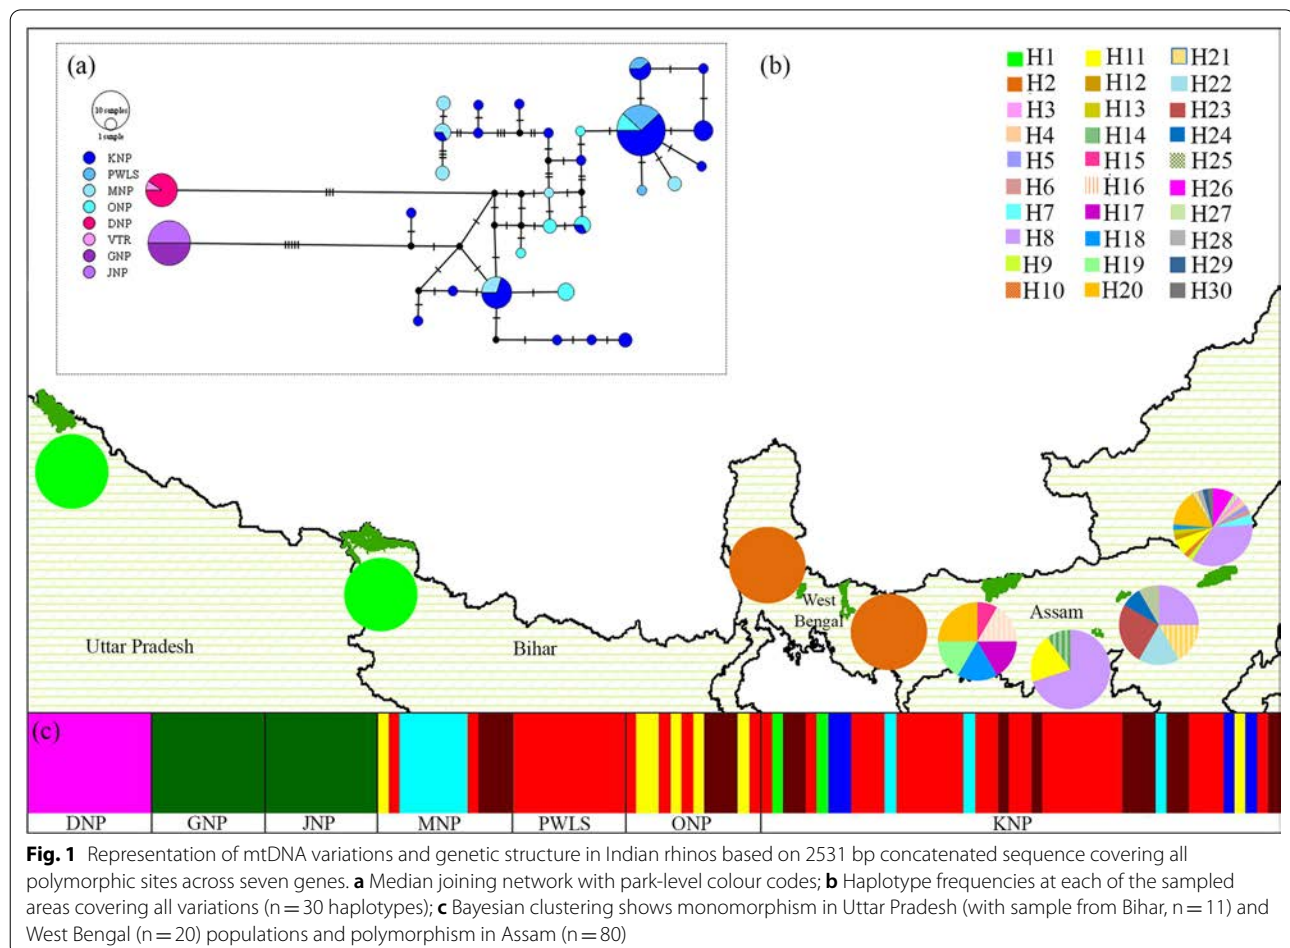 (a)
10 samples
1 sample
KNP
PWLS
MNP
ONP
DNP
VTR
GNP
JNP
(b)
H1 H11 H21
H2 H12 H22
H3 H13 H23
H4 H14 H24
H5 H15 H25
H6 H16 H26
H7 H17 H27
H8 H18 H28
H9 H19 H29
H10 H20 H30
Uttar Pradesh
Bihar
West
Bengal
Assam
(c)
DNP GNP JNP MNP PWLS ONP KNP
Fig. 1 Representation of mtDNA variations and genetic structure in Indian rhinos based on 2531 bp concatenated sequence covering all
polymorphic sites across seven genes. a Median joining network with park-level colour codes; b Haplotype frequencies at each of the sampled
areas covering all variations (n = 30 haplotypes); c Bayesian clustering shows monomorphism in Uttar Pradesh (with sample from Bihar, n = 11) and
West Bengal (n = 20) populations and polymorphism in Assam (n = 80)